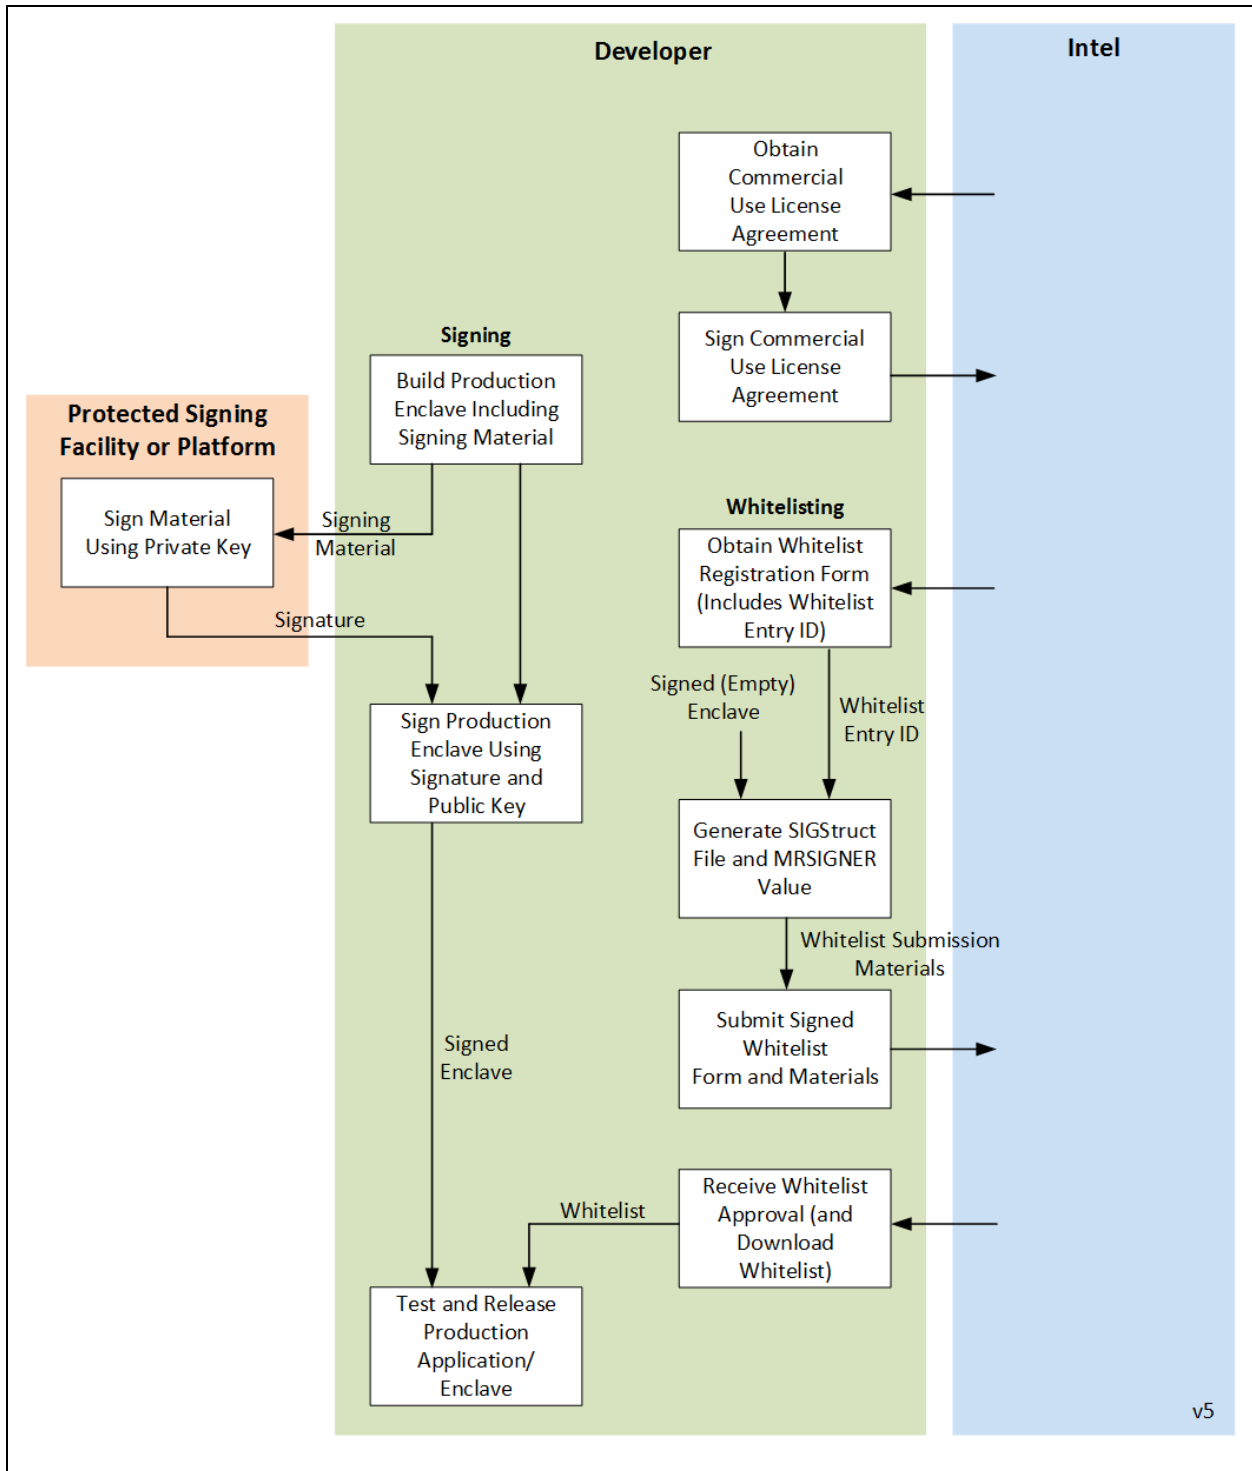 Developer
Intel
Obtain
Commercial
Use License
Agreement
Sign Commercial
Use License
Agreement
Signing
Build Production
Enclave Including
Signing Material
Protected Signing
Facility or Platform
Sign Material
Using Private Key
Signing
Material
Signature
Sign Production
Enclave Using
Signature and
Public Key
Whitelisting
Obtain Whitelist
Registration Form
(Includes Whitelist
Entry ID)
Signed (Empty)
Enclave
Whitelist
Entry ID
Generate SIGStruct
File and MRSIGNER
Value
Whitelist Submission
Materials
Submit Signed
Whitelist
Form and Materials
Signed
Enclave
Receive Whitelist
Approval (and
Download
Whitelist)
Whitelist
Test and Release
Production
Application/
Enclave
v5